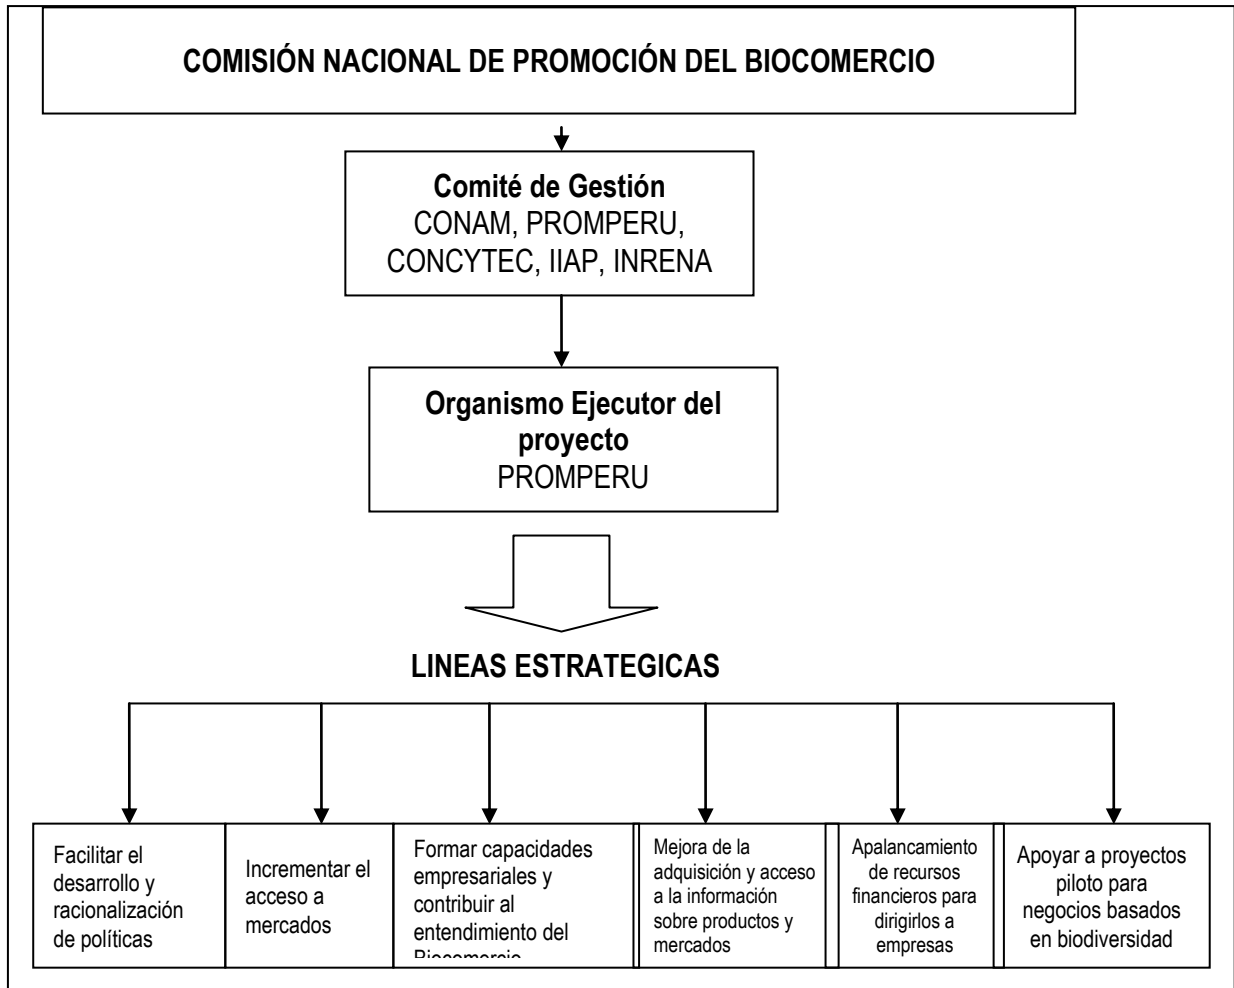 COMISIÓN NACIONAL DE PROMOCIÓN DEL BIOCOMERCIO
Comité de Gestión
CONAM, PROMPERU,
CONCYTEC, IIAP, INRENA
Organismo Ejecutor del
proyecto
PROMPERU
LINEAS ESTRATEGICAS
Facilitar el
desarrollo y
racionalización
de políticas
Incrementar el
acceso a
mercados
Formar capacidades
empresariales y
contribuir al
entendimiento del
Biocomercio
Mejora de la
adquisición y acceso
a la información
sobre productos y
mercados
Apalancamiento
de recursos
financieros para
dirigirlos a
empresas
Apoyar a proyectos
piloto para
negocios basados
en biodiversidad